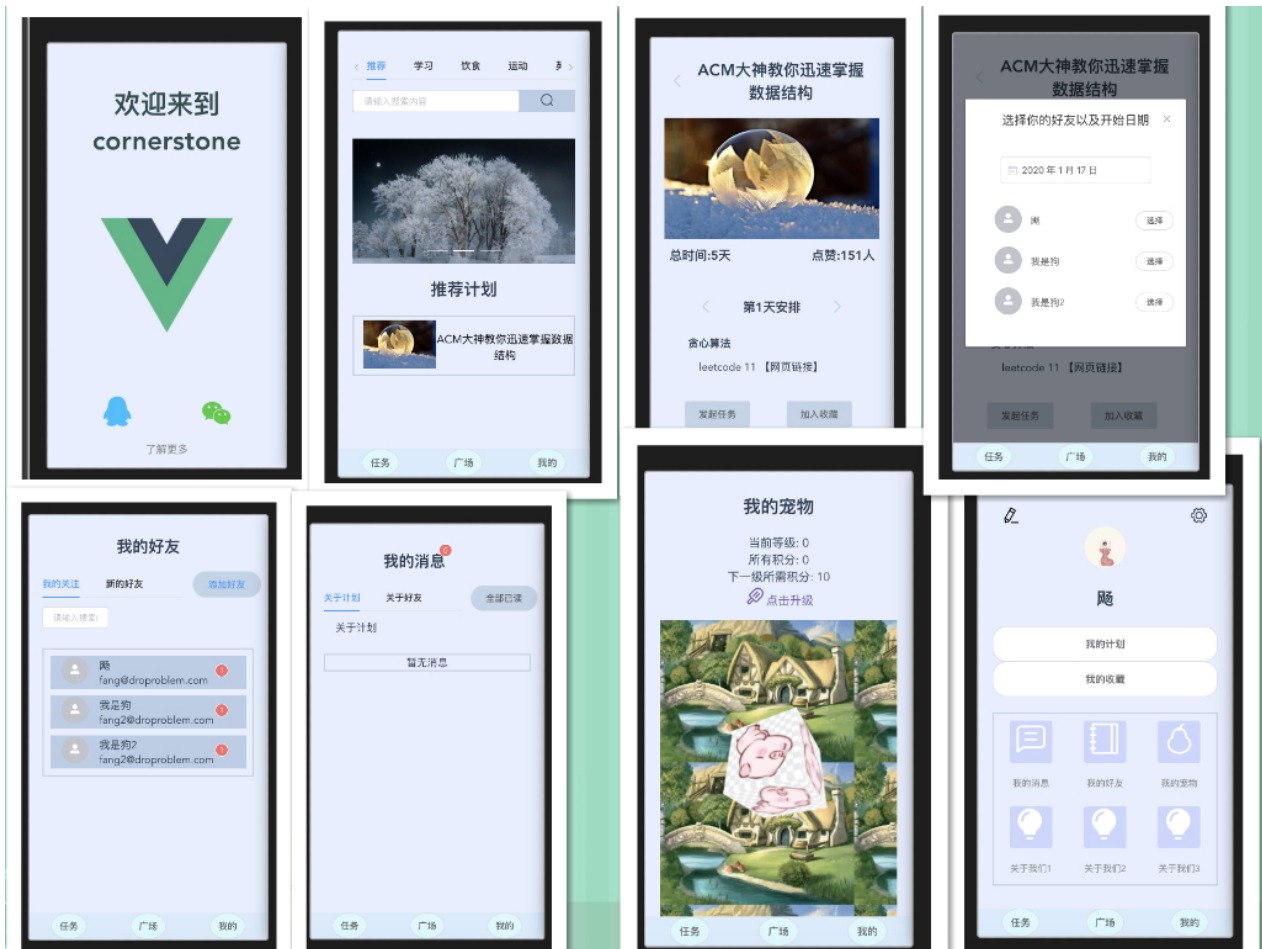 欢迎来到
cornerstone
了解更多
推荐
学习
饮食
运动
请输入搜索内容
推荐计划
ACM大神教你迅速掌握数据
结构
任务
广场
我的
ACM大神教你迅速掌握
数据结构
总时间:5天
点赞:151人
第1天安排
贪心算法
leetcode 11 【网页链接】
发起任务
加入收藏
ACM大神教你迅速掌握
数据结构
选择你的好友以及开始日期
2020 年 1 月 17 日
选择
我是狗
选择
我是狗2
选择
leetcode 11 【网页链接】
发起任务
加入收藏
任务
广场
我的
我的好友
我的关注
新的好友
添加好友
请输入搜索
fang@droproblem.com
1
我是狗
fang2@droproblem.com
1
我是狗2
fang2@droproblem.com
1
任务
广场
我的
我的消息
0
关于计划
关于好友
全部已读
关于计划
暂无消息
任务
广场
我的
我的宠物
当前等级: 0
所有积分: 0
下一级所需积分: 10
点击升级
任务
广场
我的
飏
我的计划
我的收藏
我的消息
我的好友
我的宠物
关于我们1
关于我们2
关于我们3
任务
广场
我的